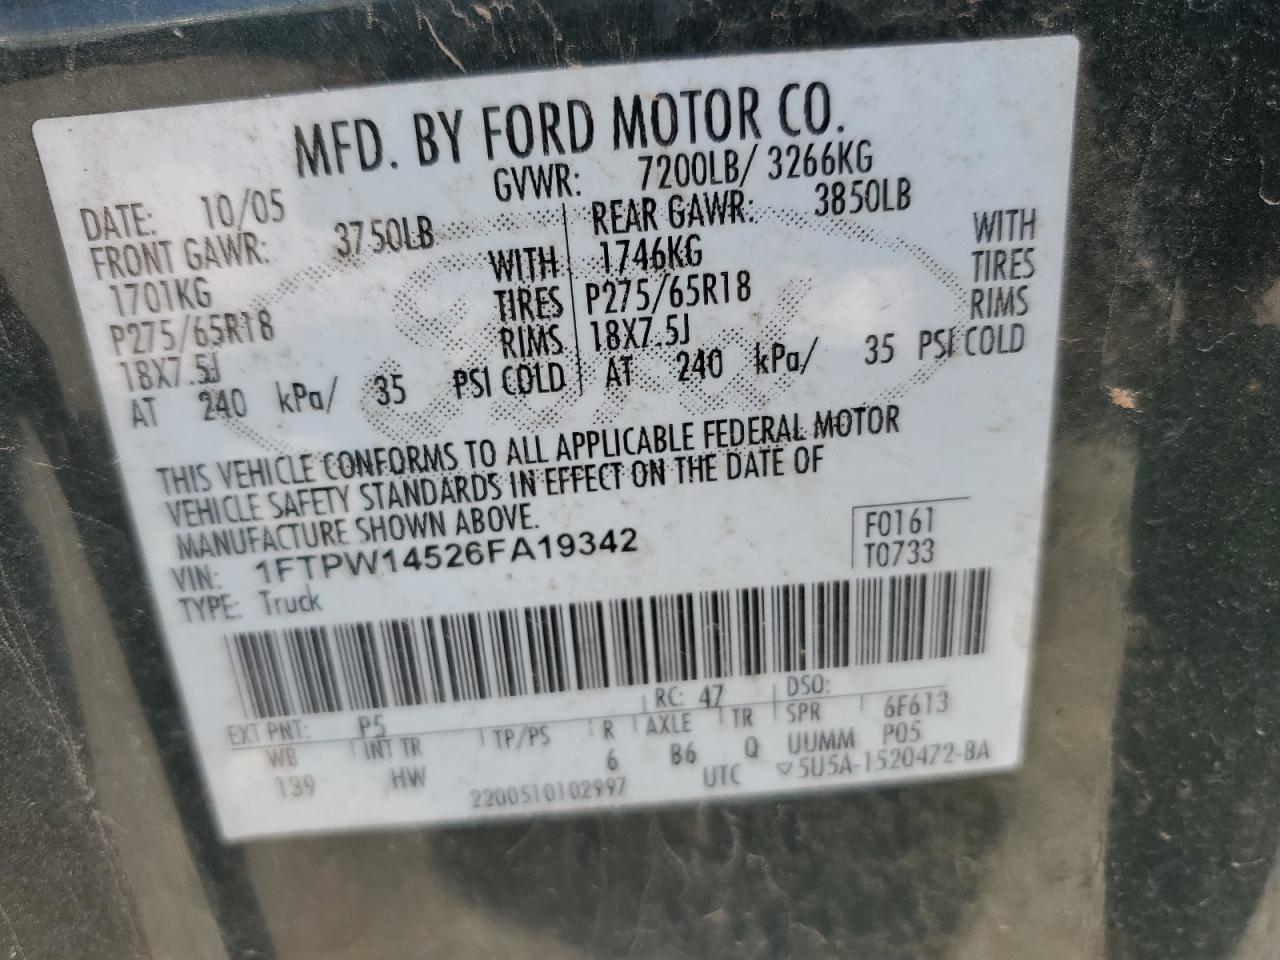 MFD. BY FORD MOTOR CO.
DATE: 10/05 GVWR: 7200LB/ 3266KG
FRONT GAWR: 3750LB REAR GAWR: 3850LB
1701KG WITH 1746KG WITH
P275/65R18 TIRES P275/65R18 TIRES
18X7.5J RIMS 18X7.5J RIMS
AT 240 kPa/ 35 PSI COLD AT 240 kPa/ 35 PSI COLD
THIS VEHICLE CONFORMS TO ALL APPLICABLE FEDERAL MOTOR
VEHICLE SAFETY STANDARDS IN EFFECT ON THE DATE OF
MANUFACTURE SHOWN ABOVE.
VIN: 1FTPW14526FA19342 F0161
TYPE: Truck T0733
EXT PNT: P5 RC: 47 DSO:
WB INT TR TP/PS R AXLE TR SPR 6F613
139 HW 6 B6 Q UUMM P05
2200510102997 UTC ▽5U5A-1520472-BA